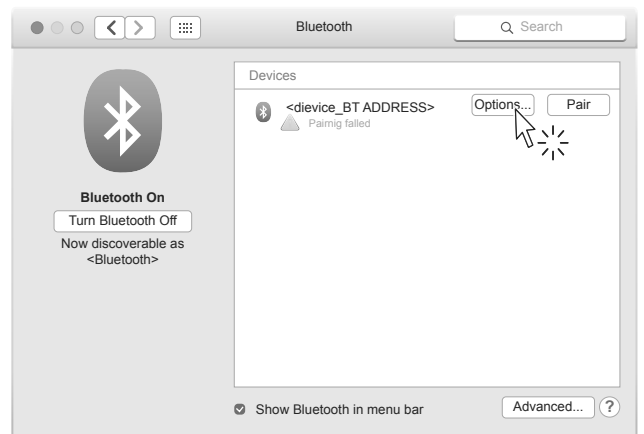 Bluetooth
Search
Devices
<dievice_BT ADDRESS>
Options...
Pair
Paimig falled
Bluetooth On
Turn Bluetooth Off
Now discoverable as
<Bluetooth>
Show Bluetooth in menu bar
Advanced...
?